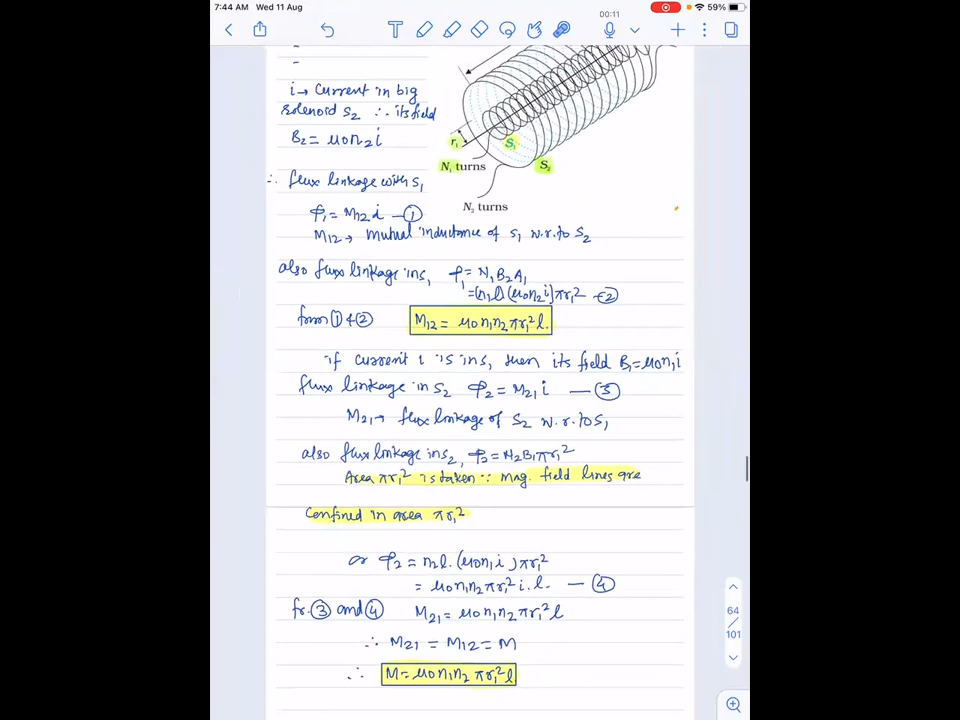 7:44 AM Wed 11 Aug
00:11
59%
i→ Current in big
solenoid S2 ∴ its field
B2 = μ0n2i
r1
S1
S2
N1 turns
N2 turns
∴ flux linkage with S1
φ1 = M12 i —①
M12 → mutual inductance of S1 w.r.to S2
also flux linkage in S1, φ1 = N1B2A1
= (n1l)(μ0n2i)πr1² —②
from ① & ② M12 = μ0n1n2πr1²l.
if current i is in S1 then its field B1 = μ0n1i
flux linkage in S2 φ2 = M21 i —③
M21 → flux linkage of S2 w.r.to S1
also flux linkage in S2, φ2 = N2B1πr1²
Area πr1² is taken ∵ mag. field lines are
Confined in area πr1²
or φ2 = n2l.(μ0n1i)πr1²
= μ0n1n2πr1²i.l. —④
fr. ③ and ④ M21 = μ0n1n2πr1²l
∴ M21 = M12 = M
∴ M = μ0n1n2πr1²l
64
/
101